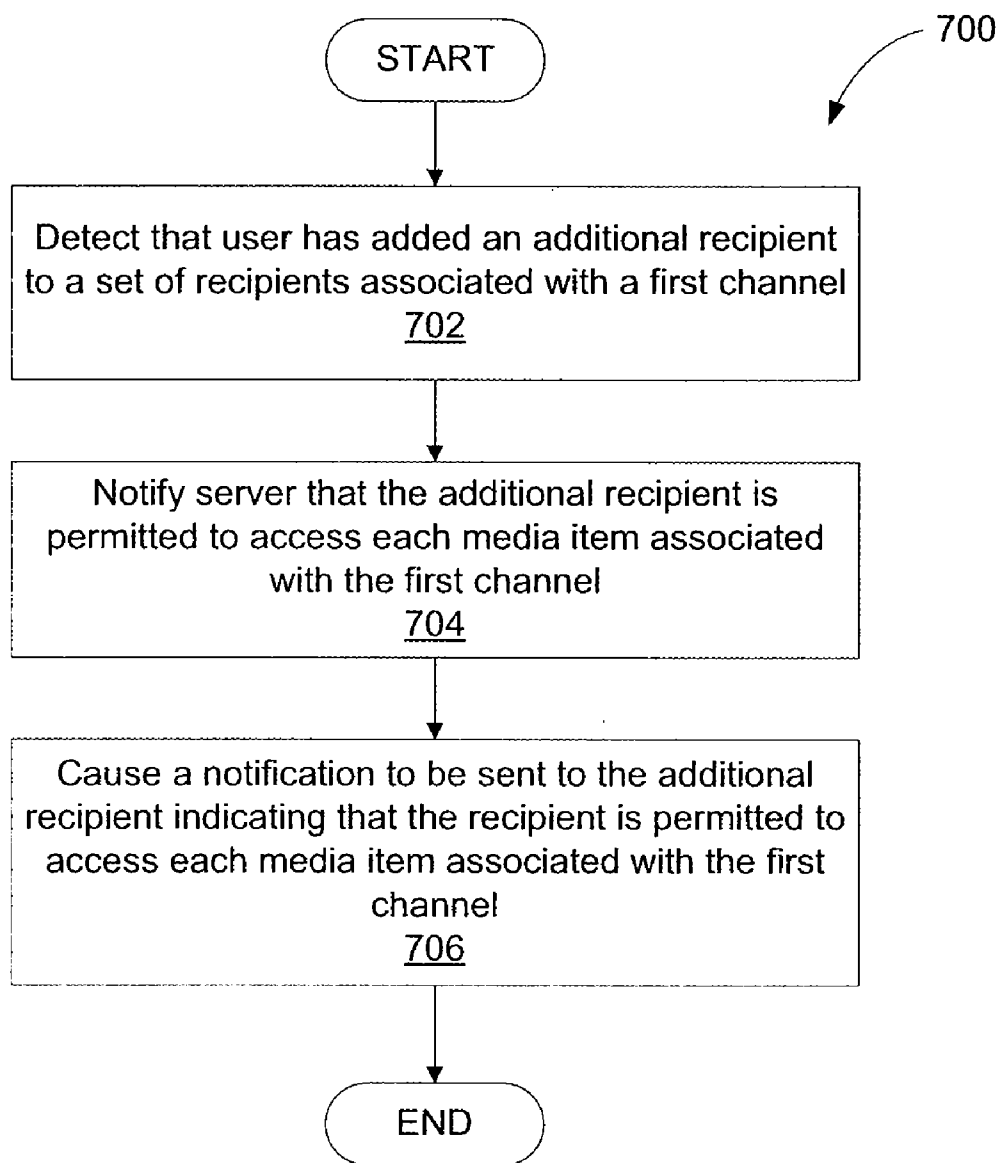 700
START
Detect that user has added an additional recipient
to a set of recipients associated with a first channel
702
Notify server that the additional recipient is
permitted to access each media item associated
with the first channel
704
Cause a notification to be sent to the additional
recipient indicating that the recipient is permitted to
access each media item associated with the first
channel
706
END